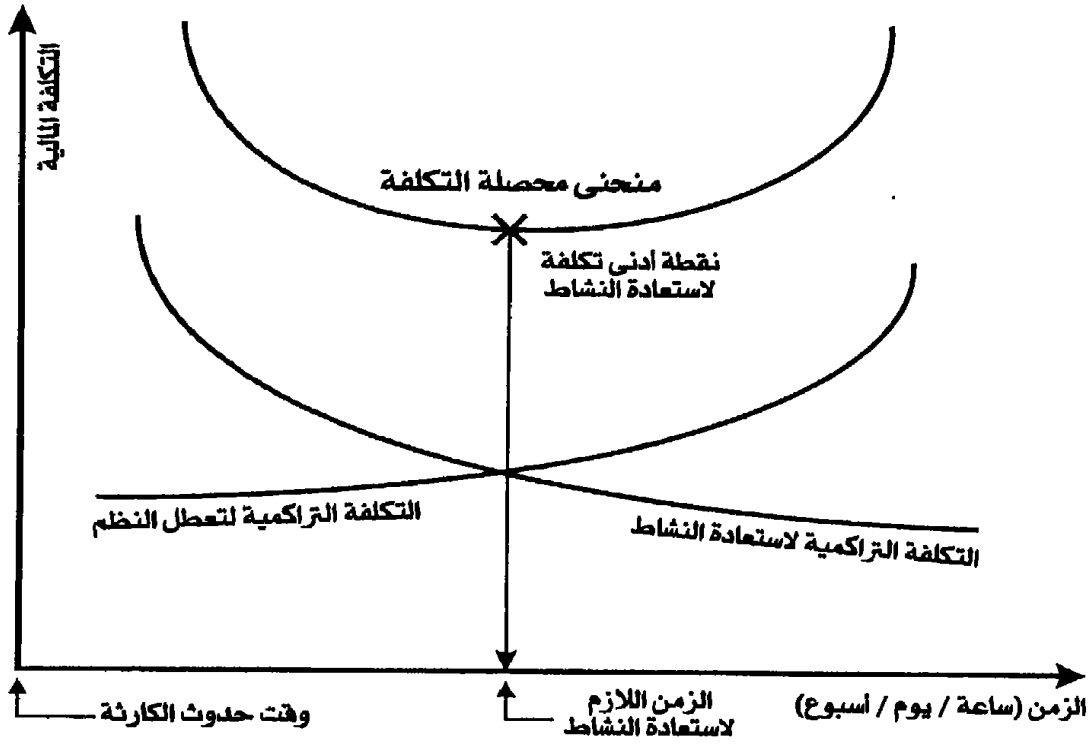 التكلفة المالية
منحنى محصلة التكلفة
نقطة أدنى تكلفة
لاستعادة النشاط
التكلفة التراكمية لتعطل النظم
التكلفة التراكمية لاستعادة النشاط
الزمن (ساعة / يوم / أسبوع)
الزمن اللازم
لاستعادة النشاط
وقت حدوث الكارثة